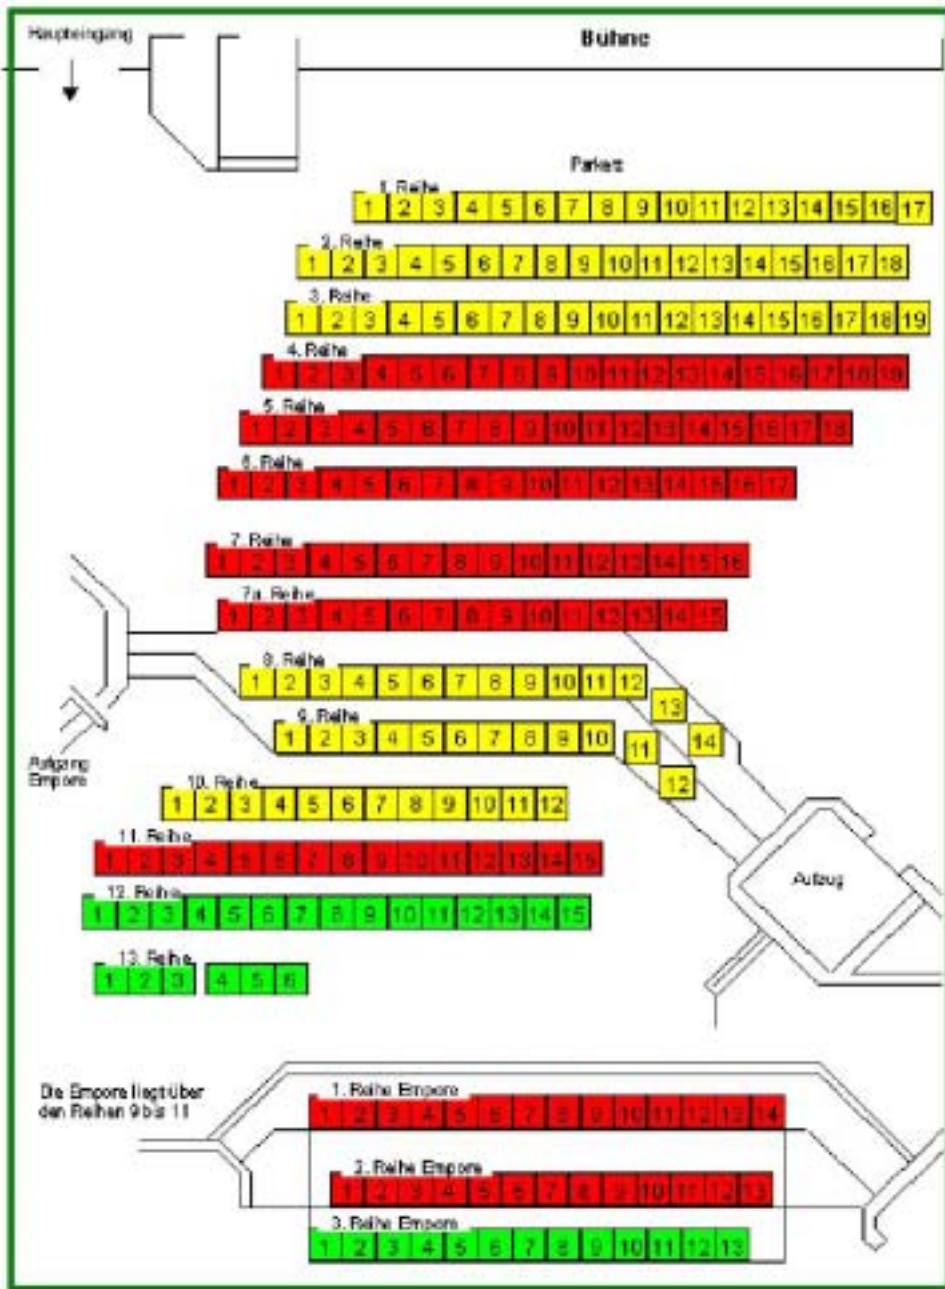 Haupteingang
Bühne
Parkett
1. Reihe
1 2 3 4 5 6 7 8 9 10 11 12 13 14 15 16 17
2. Reihe
1 2 3 4 5 6 7 8 9 10 11 12 13 14 15 16 17 18
3. Reihe
1 2 3 4 5 6 7 8 9 10 11 12 13 14 15 16 17 18 19
4. Reihe
1 2 3 4 5 6 7 8 9 10 11 12 13 14 15 16 17 18 19
5. Reihe
1 2 3 4 5 6 7 8 9 10 11 12 13 14 15 16 17 18
6. Reihe
1 2 3 4 5 6 7 8 9 10 11 12 13 14 15 16 17
7. Reihe
1 2 3 4 5 6 7 8 9 10 11 12 13 14 15 16
7a. Reihe
1 2 3 4 5 6 7 8 9 10 11 12 13 14 15
8. Reihe
1 2 3 4 5 6 7 8 9 10 11 12
13
14
9. Reihe
1 2 3 4 5 6 7 8 9 10
11
12
Aufgang
Empore
10. Reihe
1 2 3 4 5 6 7 8 9 10 11 12
11. Reihe
1 2 3 4 5 6 7 8 9 10 11 12 13 14 15
12. Reihe
1 2 3 4 5 6 7 8 9 10 11 12 13 14 15
Aufzug
13. Reihe
1 2 3 4 5 6
Die Empore liegt über
den Reihen 9 bis 11
1. Reihe Empore
1 2 3 4 5 6 7 8 9 10 11 12 13 14
2. Reihe Empore
1 2 3 4 5 6 7 8 9 10 11 12 13
3. Reihe Empore
1 2 3 4 5 6 7 8 9 10 11 12 13